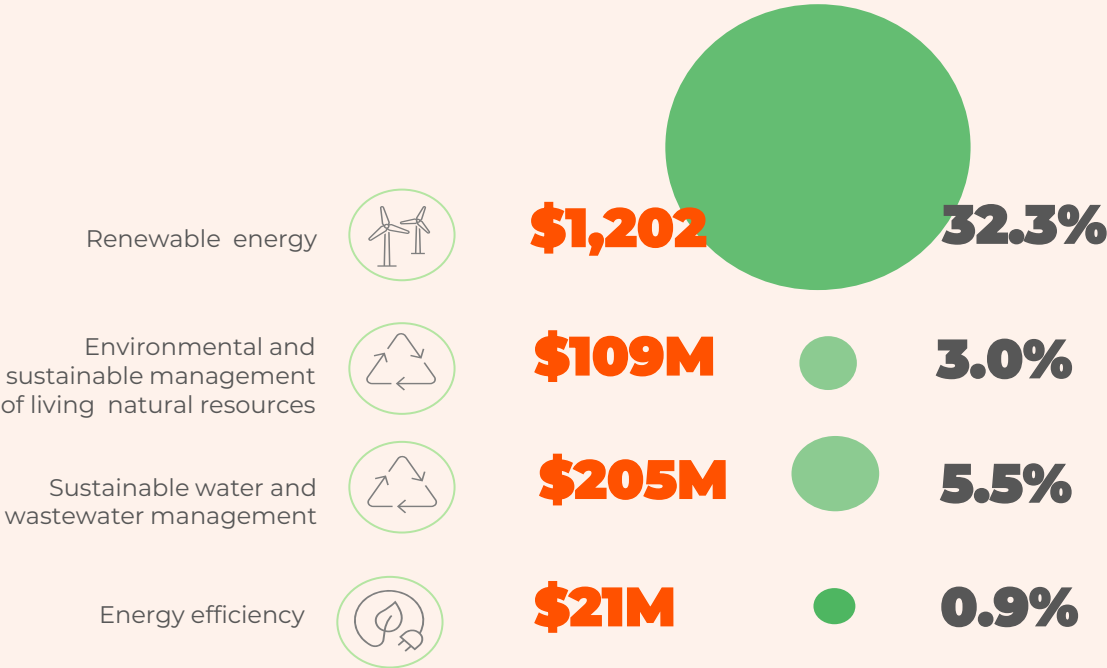 Renewable energy
$1,202
32.3%
Environmental and
sustainable management
of living natural resources
$109M
3.0%
Sustainable water and
wastewater management
$205M
5.5%
Energy efficiency
$21M
0.9%